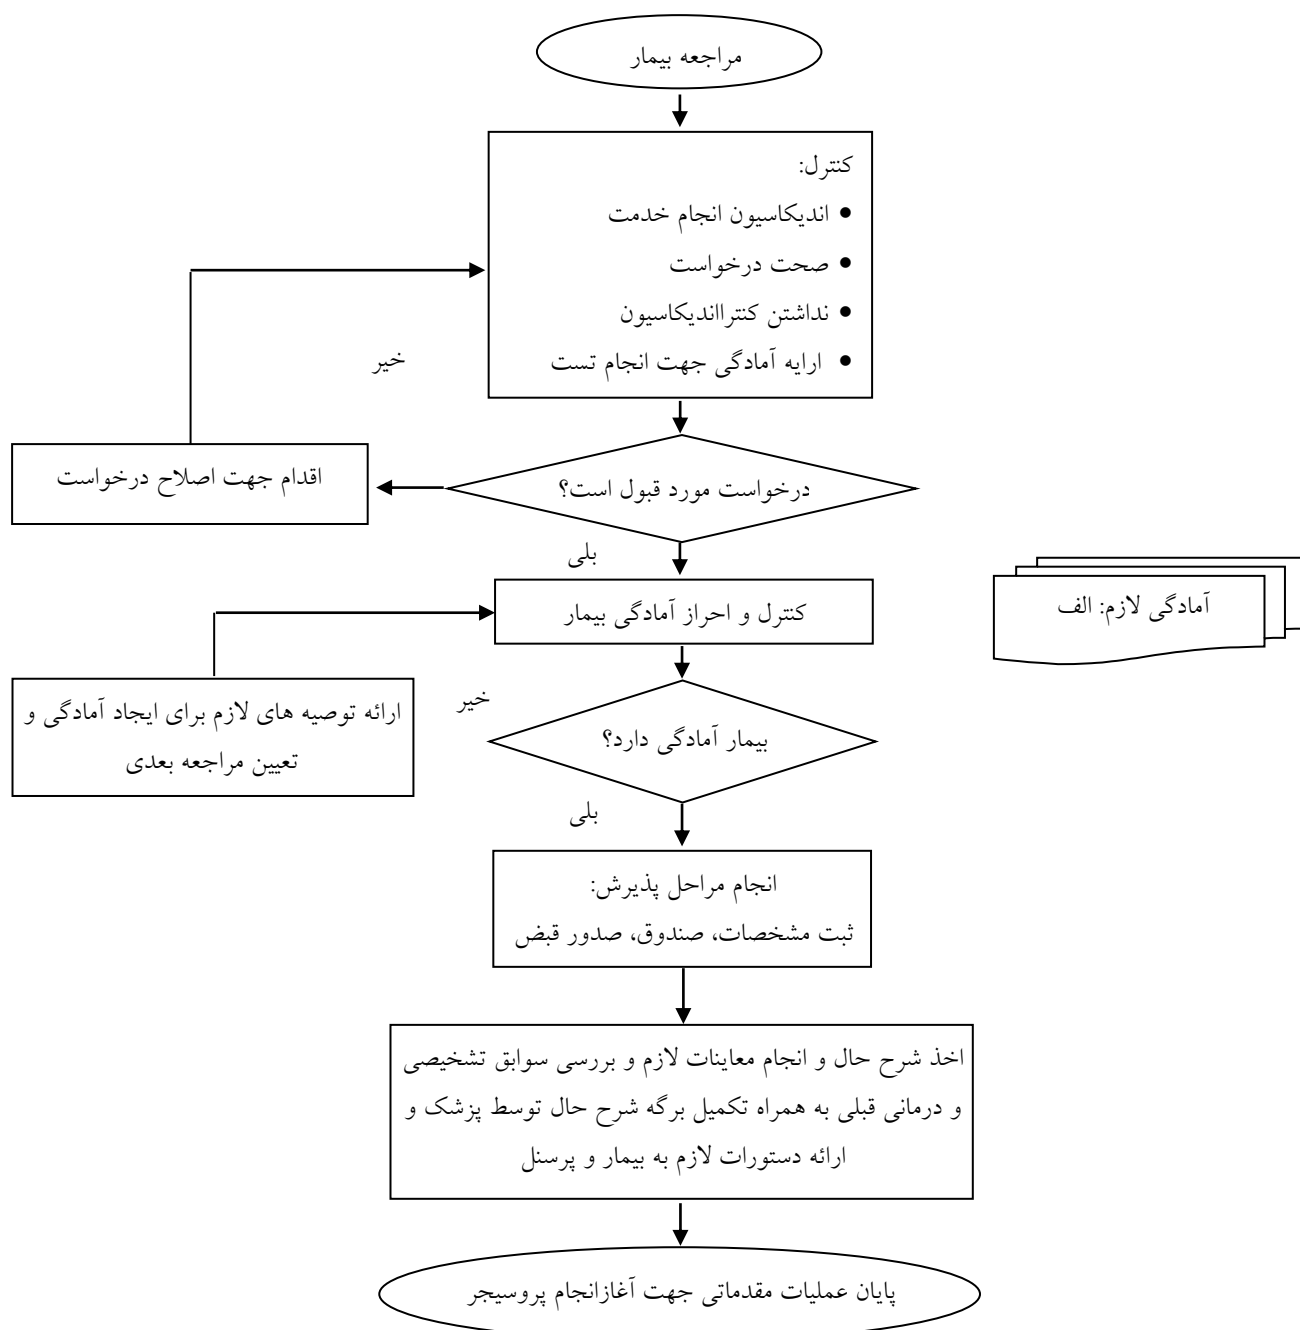 مراجعه بیمار
کنترل:
● اندیکاسیون انجام خدمت
● صحت درخواست
● نداشتن کنترااندیکاسیون
● ارایه آمادگی جهت انجام تست
خیر
درخواست مورد قبول است؟
اقدام جهت اصلاح درخواست
بلی
کنترل و احراز آمادگی بیمار
آمادگی لازم: الف
خیر
بیمار آمادگی دارد؟
ارائه توصیه های لازم برای ایجاد آمادگی و
تعیین مراجعه بعدی
بلی
انجام مراحل پذیرش:
ثبت مشخصات، صندوق، صدور قبض
اخذ شرح حال و انجام معاینات لازم و بررسی سوابق تشخیصی
و درمانی قبلی به همراه تکمیل برگه شرح حال توسط پزشک و
ارائه دستورات لازم به بیمار و پرسنل
پایان عملیات مقدماتی جهت آغازانجام پروسیجر